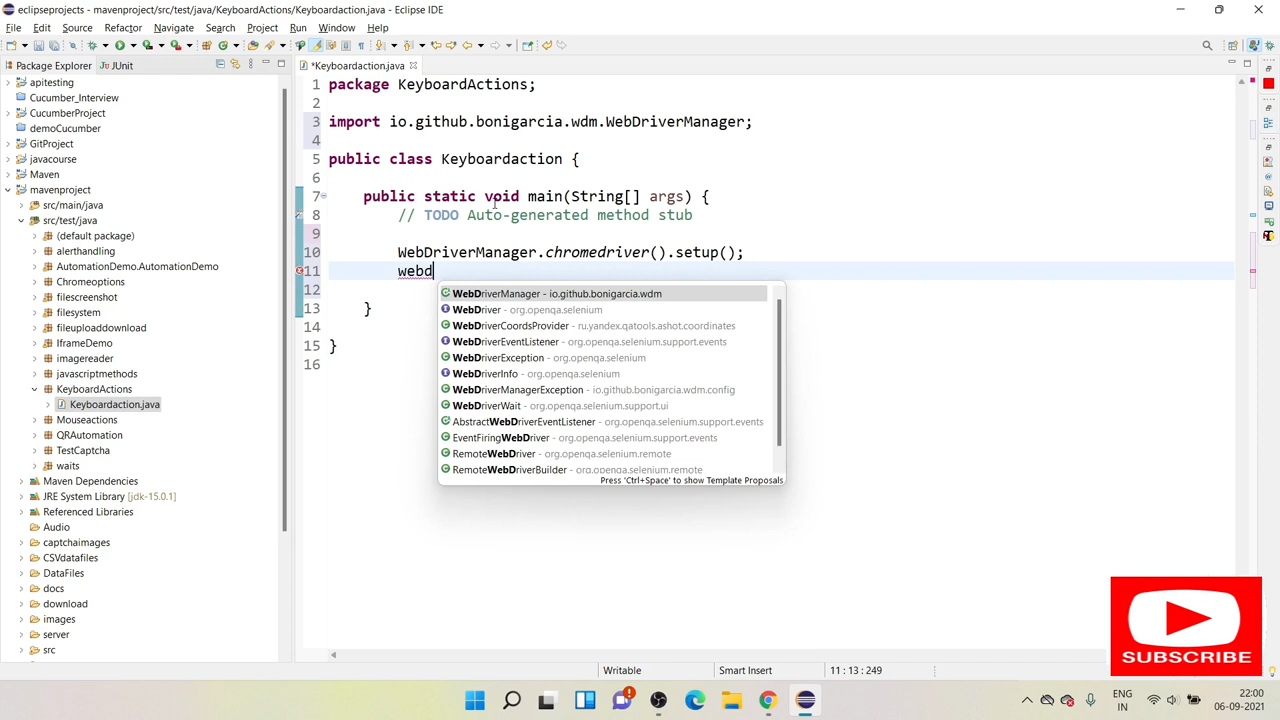 eclipseprojects - mavenproject/src/test/java/KeyboardActions/Keyboardaction.java - Eclipse IDE
File Edit Source Refactor Navigate Search Project Run Window Help
Package Explorer JUnit
*Keyboardaction.java
apitesting
Cucumber_Interview
CucumberProject
demoCucumber
GitProject
javacourse
Maven
mavenproject
src/main/java
src/test/java
(default package)
alerthandling
AutomationDemo.AutomationDemo
Chromeoptions
filescreenshot
filesystem
fileuploaddownload
IframeDemo
imagereader
javascriptmethods
KeyboardActions
Keyboardaction.java
Mouseactions
QRAutomation
TestCaptcha
waits
Maven Dependencies
JRE System Library [jdk-15.0.1]
Referenced Libraries
Audio
captchaimages
CSVdatafiles
DataFiles
docs
download
images
server
src
1 package KeyboardActions;
2
3 import io.github.bonigarcia.wdm.WebDriverManager;
4
5 public class Keyboardaction {
6
7 public static void main(String[] args) {
8 // TODO Auto-generated method stub
9
10 WebDriverManager.chromedriver().setup();
11 webd
12
13 }
14
15 }
16
WebDriverManager - io.github.bonigarcia.wdm
WebDriver - org.openqa.selenium
WebDriverCoordsProvider - ru.yandex.qatools.ashot.coordinates
WebDriverEventListener - org.openqa.selenium.support.events
WebDriverException - org.openqa.selenium
WebDriverInfo - org.openqa.selenium
WebDriverManagerException - io.github.bonigarcia.wdm.config
WebDriverWait - org.openqa.selenium.support.ui
AbstractWebDriverEventListener - org.openqa.selenium.support.events
EventFiringWebDriver - org.openqa.selenium.support.events
RemoteWebDriver - org.openqa.selenium.remote
RemoteWebDriverBuilder - org.openqa.selenium.remote
Press 'Ctrl+Space' to show Template Proposals
SUBSCRIBE
Writable Smart Insert 11 : 13 : 249
ENG
IN
22:00
06-09-2021